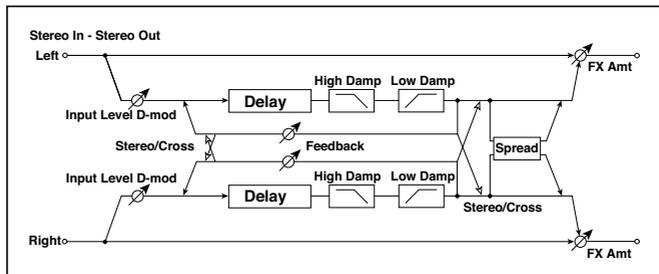 Stereo In - Stereo Out
Left
FX Amt
High Damp Low Damp
Delay
Input Level D-mod
Stereo/Cross
Feedback
Spread
Input Level D-mod
High Damp Low Damp
Delay
Stereo/Cross
Right
FX Amt